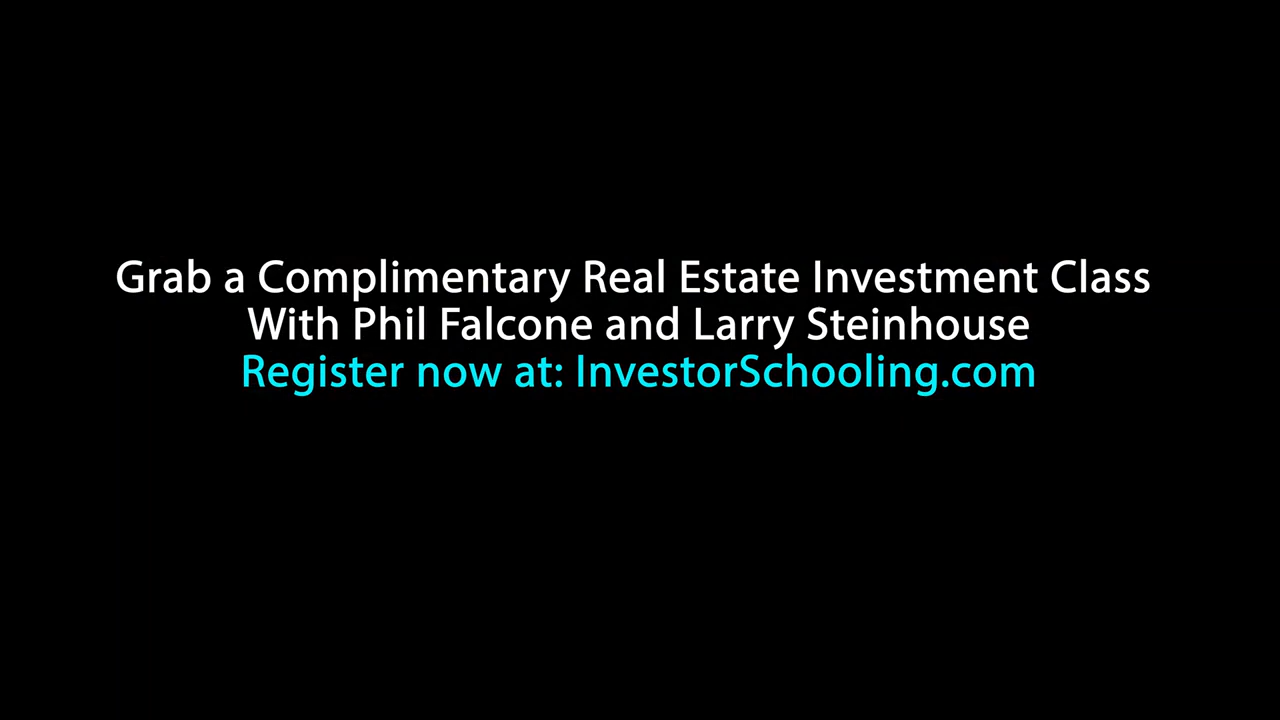 Grab a Complimentary Real Estate Investment Class
With Phil Falcone and Larry Steinhouse
Register now at: InvestorSchooling.com